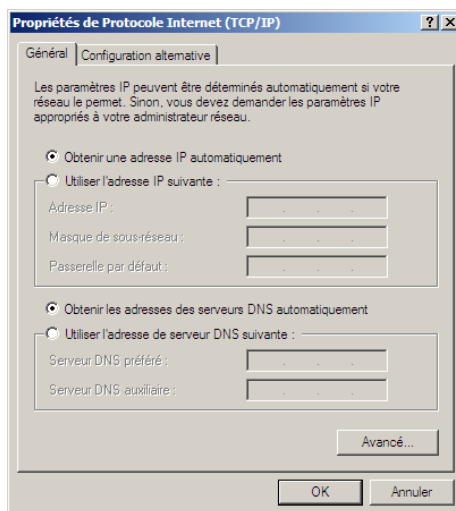 Propriétés de Protocole Internet (TCP/IP)
Général Configuration alternative
Les paramètres IP peuvent être déterminés automatiquement si votre
réseau le permet. Sinon, vous devez demander les paramètres IP
appropriés à votre administrateur réseau.
Obtenir une adresse IP automatiquement
Utiliser l'adresse IP suivante :
Adresse IP :
Masque de sous-réseau :
Passerelle par défaut :
Obtenir les adresses des serveurs DNS automatiquement
Utiliser l'adresse de serveur DNS suivante :
Serveur DNS préféré :
Serveur DNS auxiliaire :
Avancé...
OK Annuler